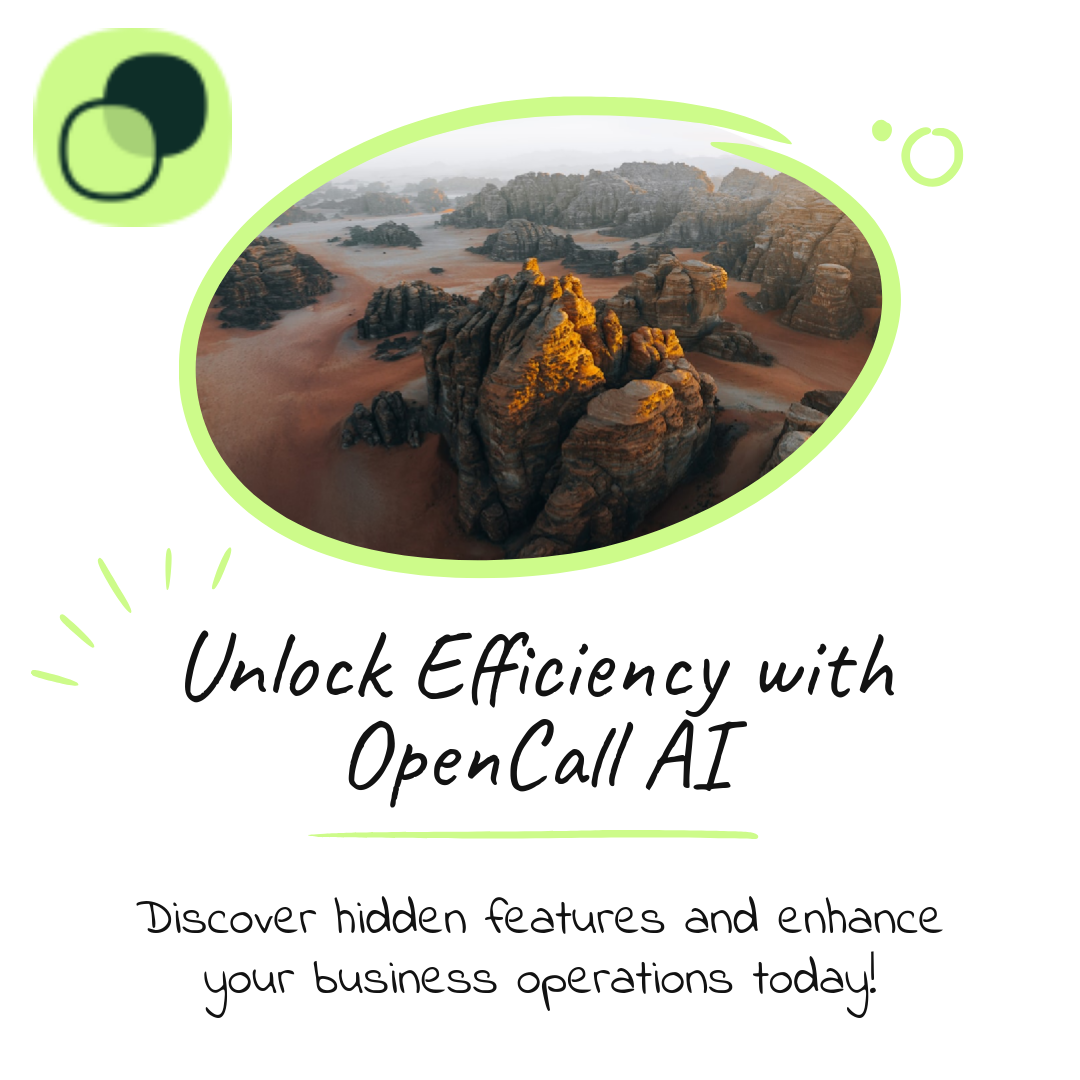 Unlock Efficiency with
OpenCall AI
Discover hidden features and enhance
your business operations today!